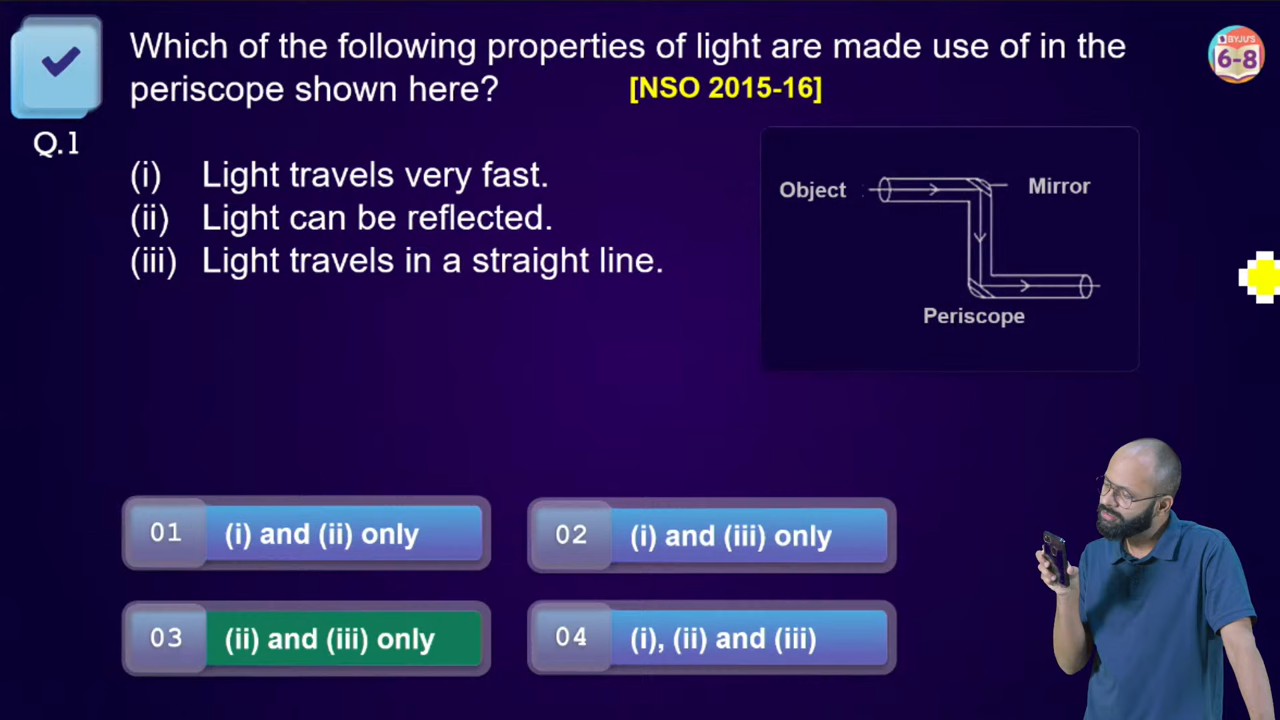 Which of the following properties of light are made use of in the
periscope shown here? [NSO 2015-16]
BYJU'S
6-8
Q.1
(i) Light travels very fast.
(ii) Light can be reflected.
(iii) Light travels in a straight line.
Object
Mirror
Periscope
01 (i) and (ii) only
02 (i) and (iii) only
03 (ii) and (iii) only
04 (i), (ii) and (iii)